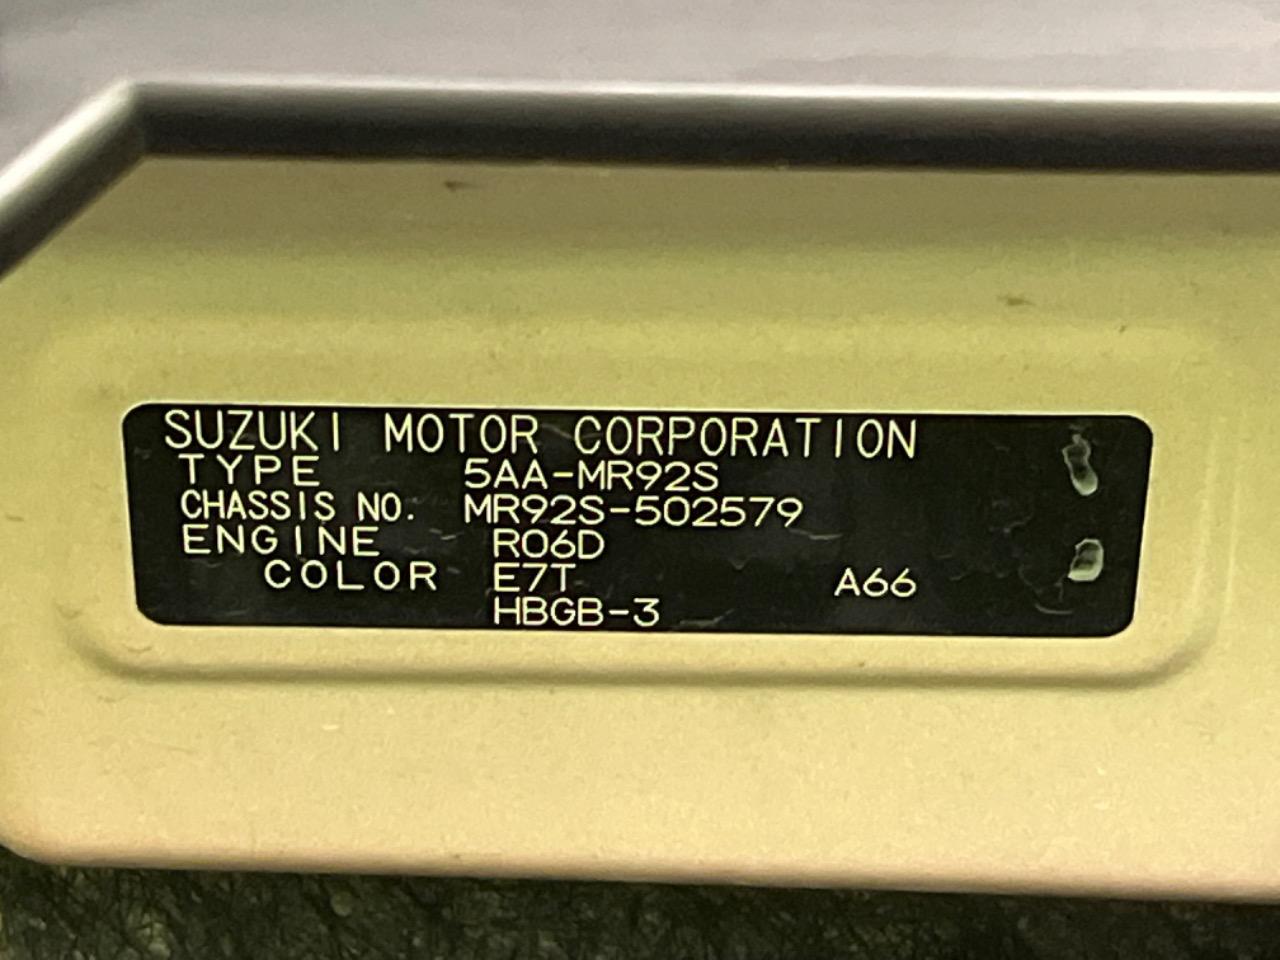 SUZUKI MOTOR CORPORATION
TYPE 5AA-MR92S
CHASSIS NO. MR92S-502579
ENGINE R06D
COLOR E7T A66
HBGB-3